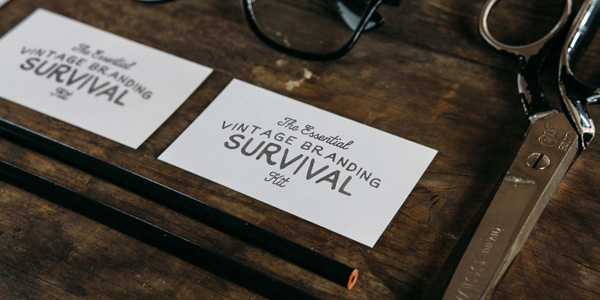 The Essential
VINTAGE BRANDING
SURVIVAL
Kit
The Essential
VINTAGE BRANDING
SURVIVAL
Kit